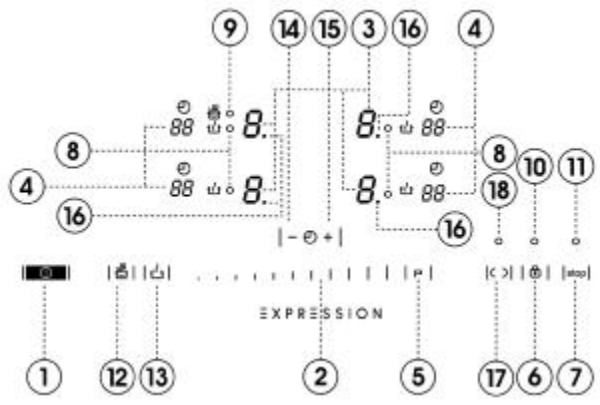 9 14 15 3 16 4
88 8. 8. 88
8 8
4 88 8. 8. 88 10 11
16 18
16
| − + |
P stop
EXPRESSION
1 12 13 2 5 17 6 7